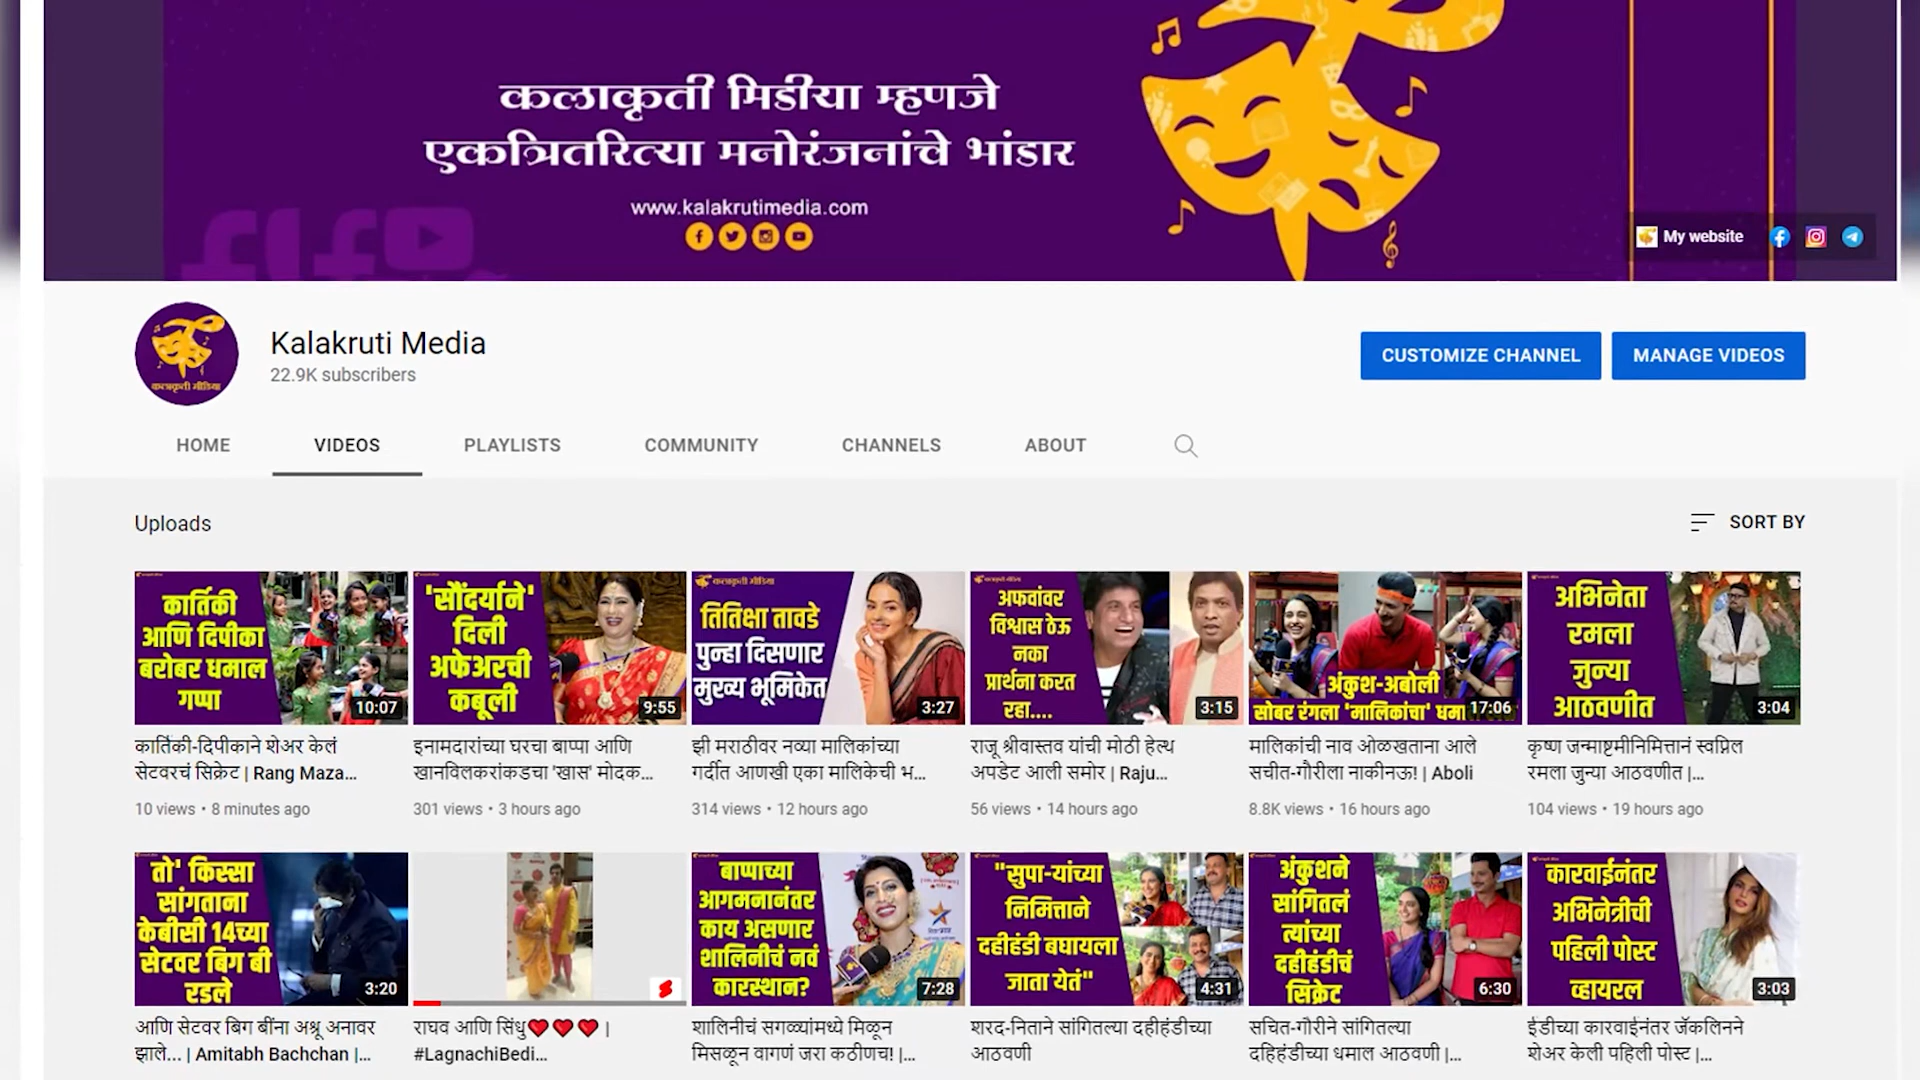 कलाकृती मिडीया म्हणजे
एकत्रितरित्या मनोरंजनांचे भांडार
www.kalakrutimedia.com
My website
कलाकृती मीडिया
Kalakruti Media
22.9K subscribers
CUSTOMIZE CHANNEL
MANAGE VIDEOS
HOME
VIDEOS
PLAYLISTS
COMMUNITY
CHANNELS
ABOUT
Uploads
SORT BY
कार्तिकी
आणि दिपीका
बरोबर धमाल
गप्पा
10:07
कार्तिकी-दिपीकाने शेअर केलं
सेटवरचं सिक्रेट | Rang Maza...
10 views • 8 minutes ago
'सौंदर्याने'
दिली
अफेअरची
कबूली
9:55
इनामदारांच्या घरचा बाप्पा आणि
खानविलकरांकडचा 'खास' मोदक...
301 views • 3 hours ago
कलाकृती मीडिया
तितिक्षा तावडे
पुन्हा दिसणार
मुख्य भूमिकेत
3:27
झी मराठीवर नव्या मालिकांच्या
गर्दीत आणखी एका मालिकेची भ...
314 views • 12 hours ago
कलाकृती मीडिया
अफवांवर
विश्वास ठेऊ
नका
प्रार्थना करत
रहा....
3:15
राजू श्रीवास्तव यांची मोठी हेल्थ
अपडेट आली समोर | Raju...
56 views • 14 hours ago
अंकुश-अबोली
सोबर रंगला 'मालिकांचा'
17:06
मालिकांची नाव ओळखताना आले
सचीत-गौरीला नाकीनऊ! | Aboli
8.8K views • 16 hours ago
अभिनेता
रमला
जुन्या
आठवणीत
3:04
कृष्ण जन्माष्टमीनिमित्तानं स्वप्निल
रमला जुन्या आठवणीत |...
104 views • 19 hours ago
तो' किस्सा
सांगताना
केबीसी 14च्या
सेटवर बिग बी
रडले
3:20
आणि सेटवर बिग बींना अश्रू अनावर
झाले... | Amitabh Bachchan |...
राघव आणि सिंधु❤❤❤ |
#LagnachiBedi...
बाप्पाच्या
आगमनानंतर
काय असणार
शालिनीचं नवं
कारस्थान?
7:28
शालिनीचं सगळ्यांमध्ये मिळून
मिसळून वागणं जरा कठीणच! |...
"सुपा-यांच्या
निमित्ताने
दहीहंडी बघायला
जाता येतं"
4:31
शरद-निताने सांगितल्या दहीहंडीच्या
आठवणी
अंकुशने
सांगितलं
त्यांच्या
दहीहंडीचं
सिक्रेट
6:30
सचित-गौरीने सांगितल्या
दहिहंडीच्या धमाल आठवणी |...
कारवाईनंतर
अभिनेत्रीची
पहिली पोस्ट
व्हायरल
3:03
ईडीच्या कारवाईनंतर जॅकलिनने
शेअर केली पहिली पोस्ट |...